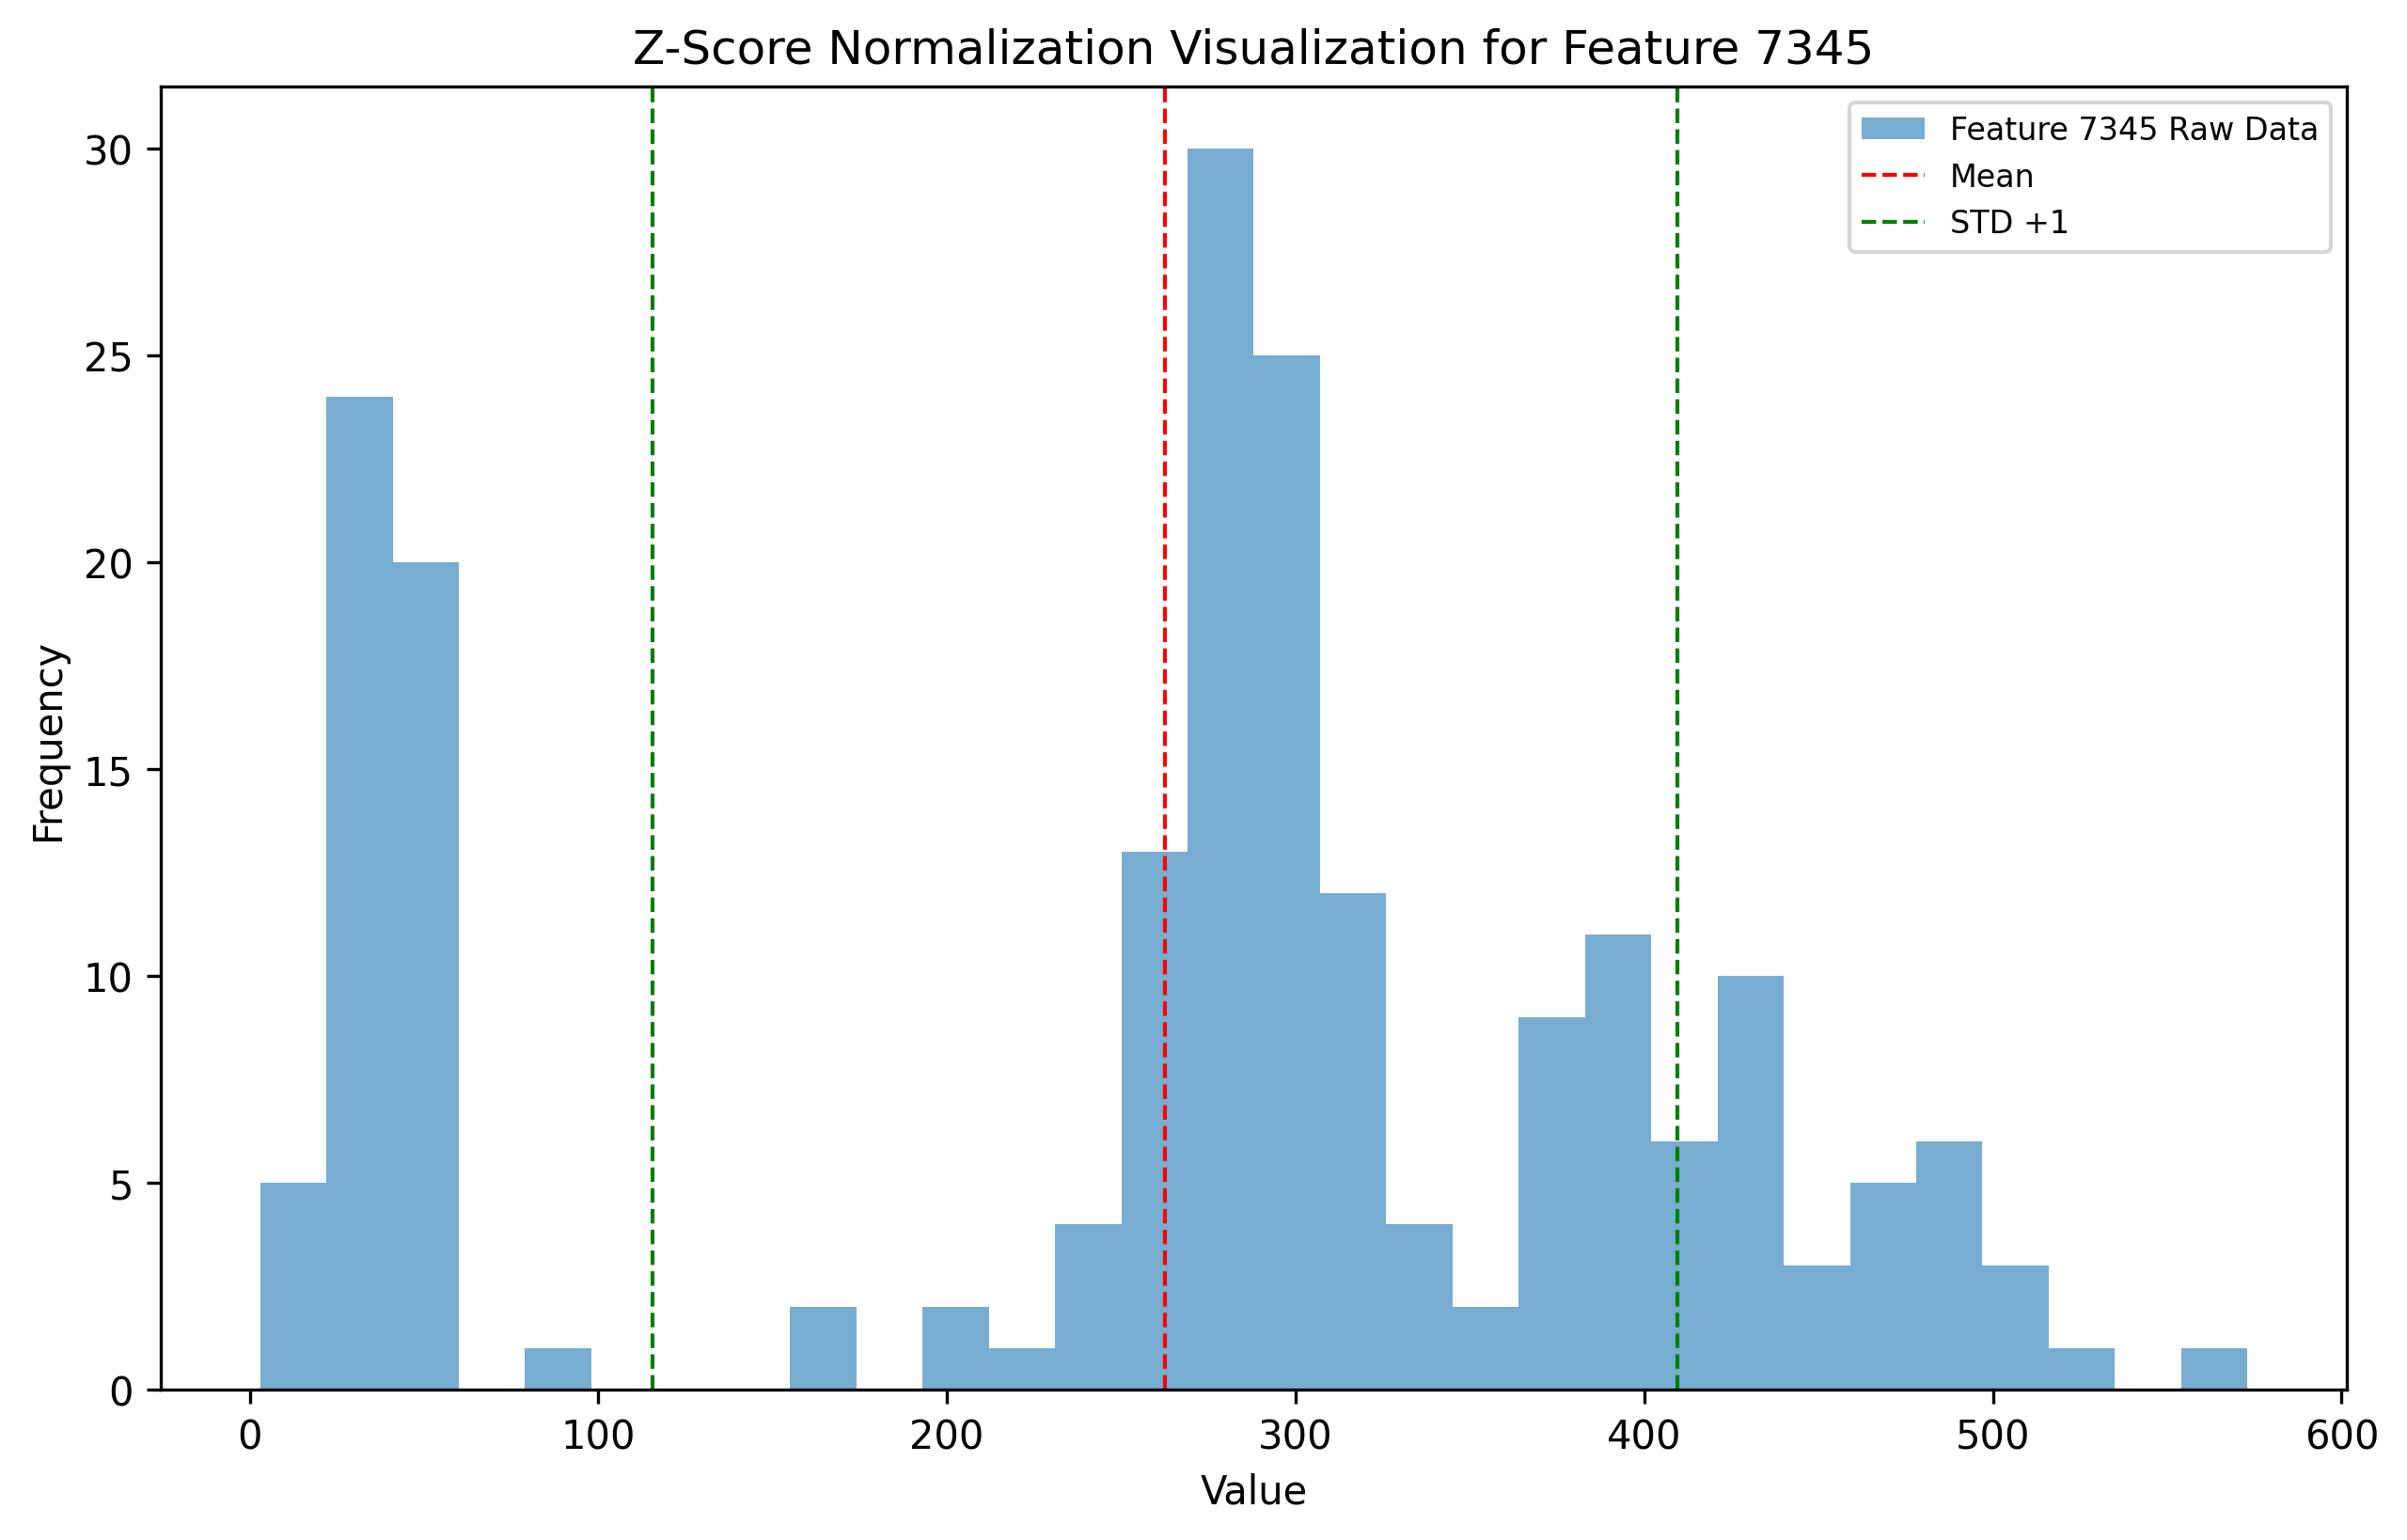 Z-Score Normalization Visualization for Feature 7345
Feature 7345 Raw Data
Mean
STD +1
30
25
20
15
10
5
0
Frequency
0 100 200 300 400 500 600
Value